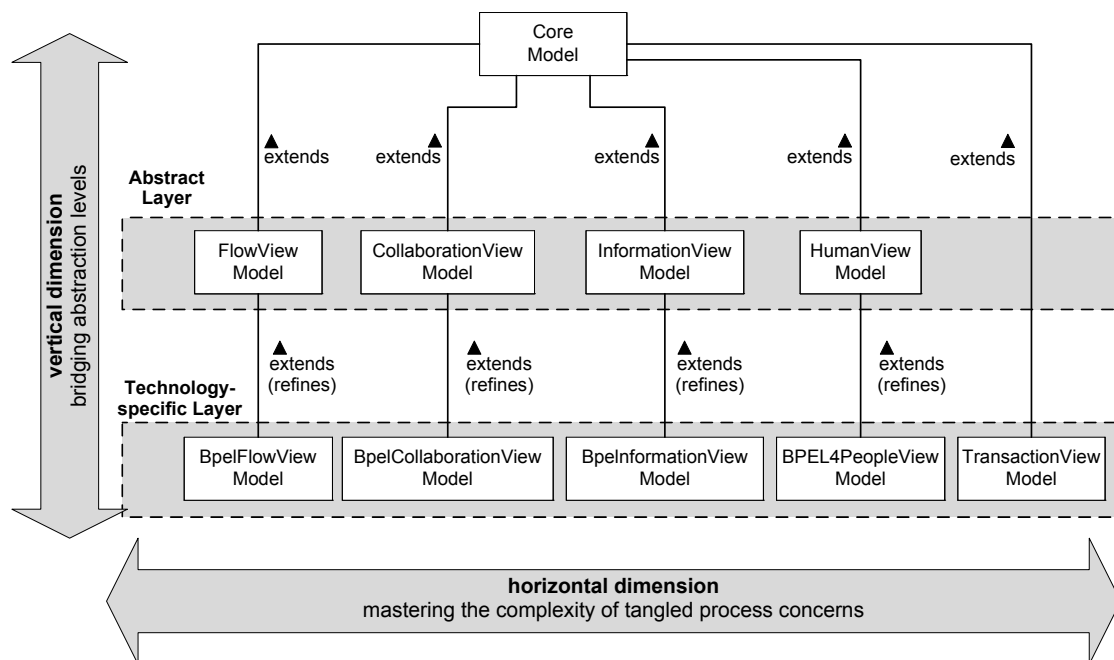 Core
Model
extends
extends
extends
extends
extends
Abstract
Layer
FlowView
Model
CollaborationView
Model
InformationView
Model
HumanView
Model
vertical dimension
bridging abstraction levels
extends
(refines)
extends
(refines)
extends
(refines)
extends
(refines)
Technology-
specific Layer
BpelFlowView
Model
BpelCollaborationView
Model
BpelnformationView
Model
BPEL4PeopleView
Model
TransactionView
Model
horizontal dimension
mastering the complexity of tangled process concerns